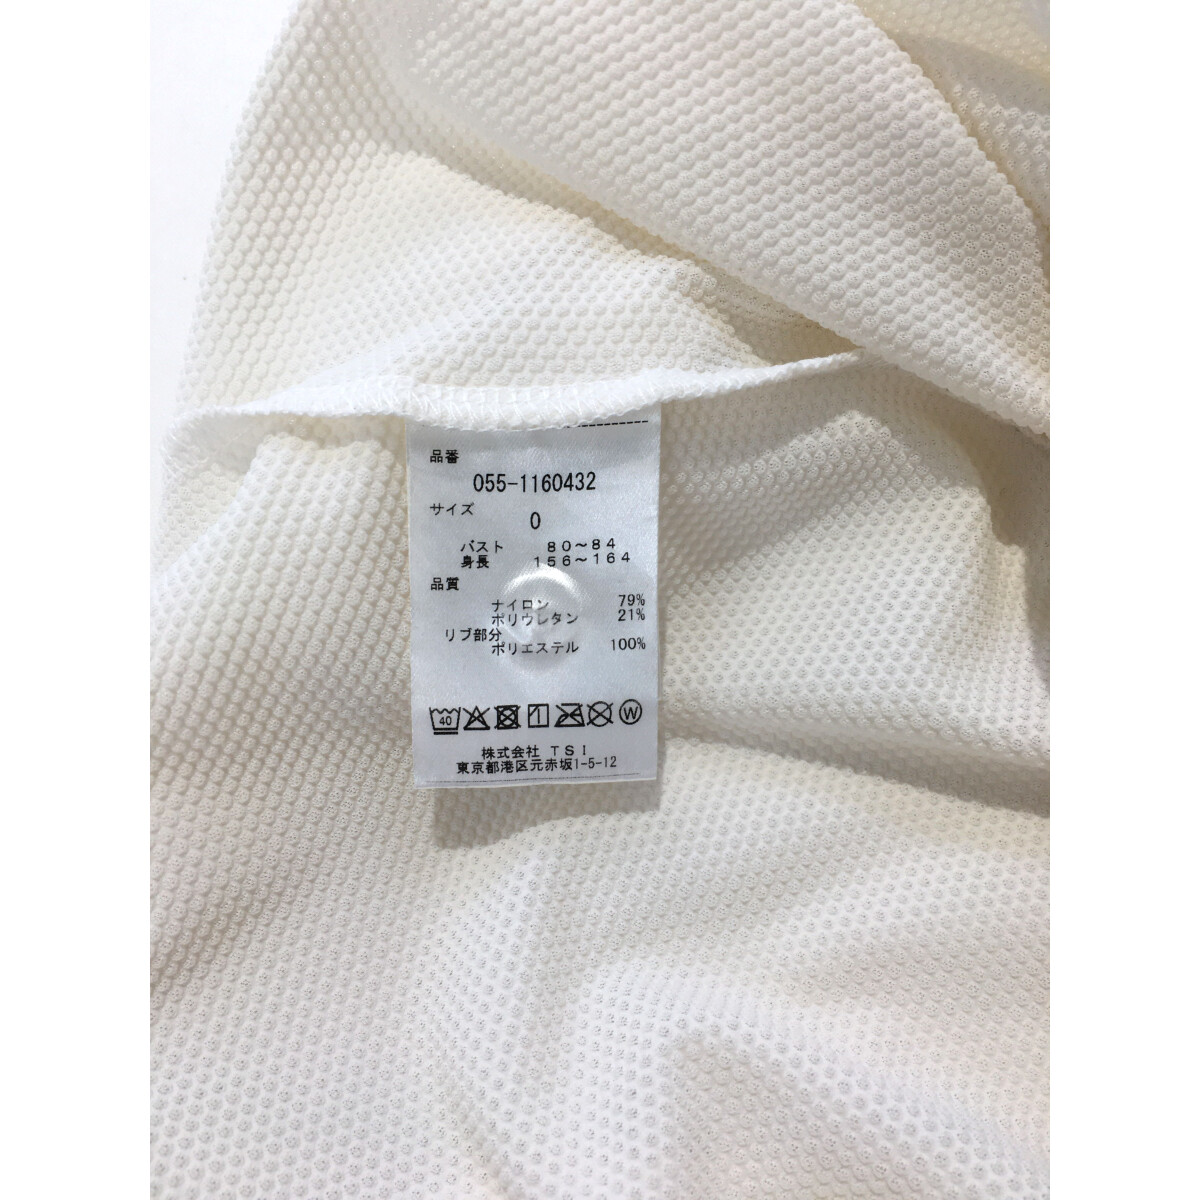 品番
055-1160432
サイズ
0
バスト 80〜84
身長 156〜164
品質
ナイロン 79%
ポリウレタン 21%
リブ部分
ポリエステル 100%
40 W
株式会社 TSI
東京都港区元赤坂1-5-12